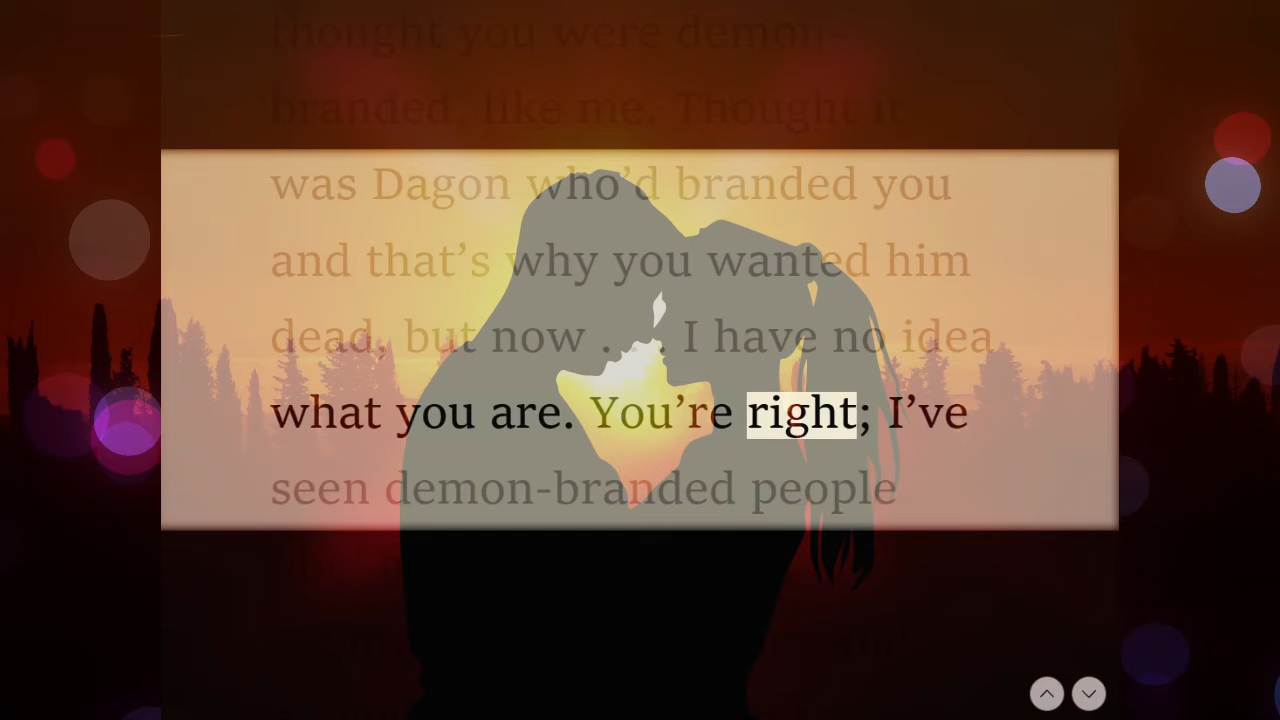 thought you were demon-
branded, like me. Thought it
was Dagon who’d branded you
and that’s why you wanted him
dead, but now . . . I have no idea
what you are. You’re right; I’ve
seen demon-branded people